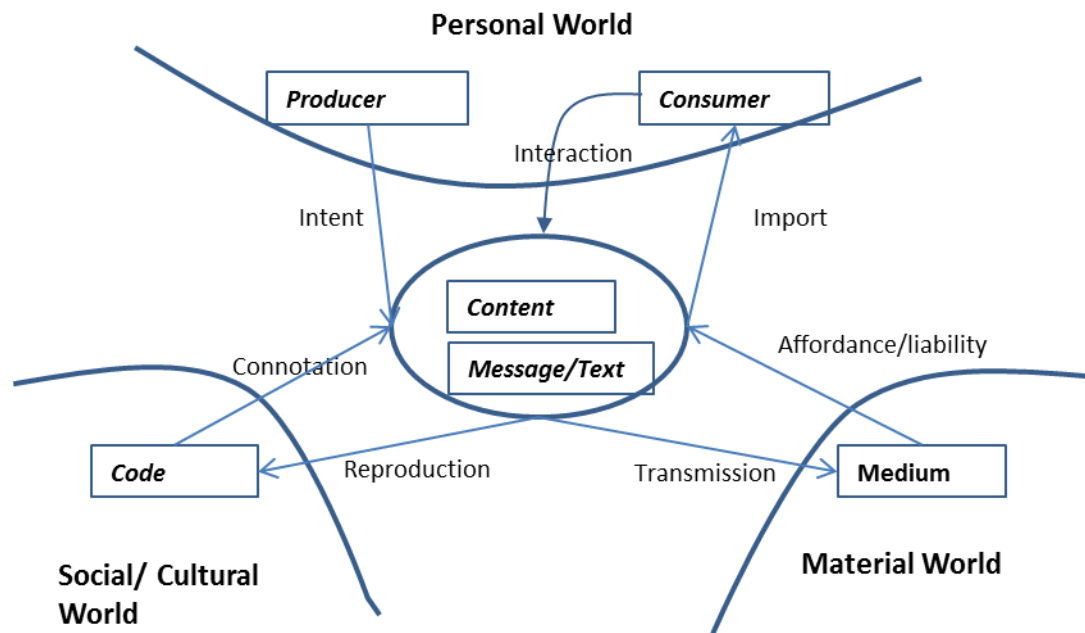 Personal World
Producer
Consumer
Interaction
Intent
Import
Content
Connotation
Affordance/liability
Message/Text
Code
Reproduction
Transmission
Medium
Social/ Cultural
World
Material World